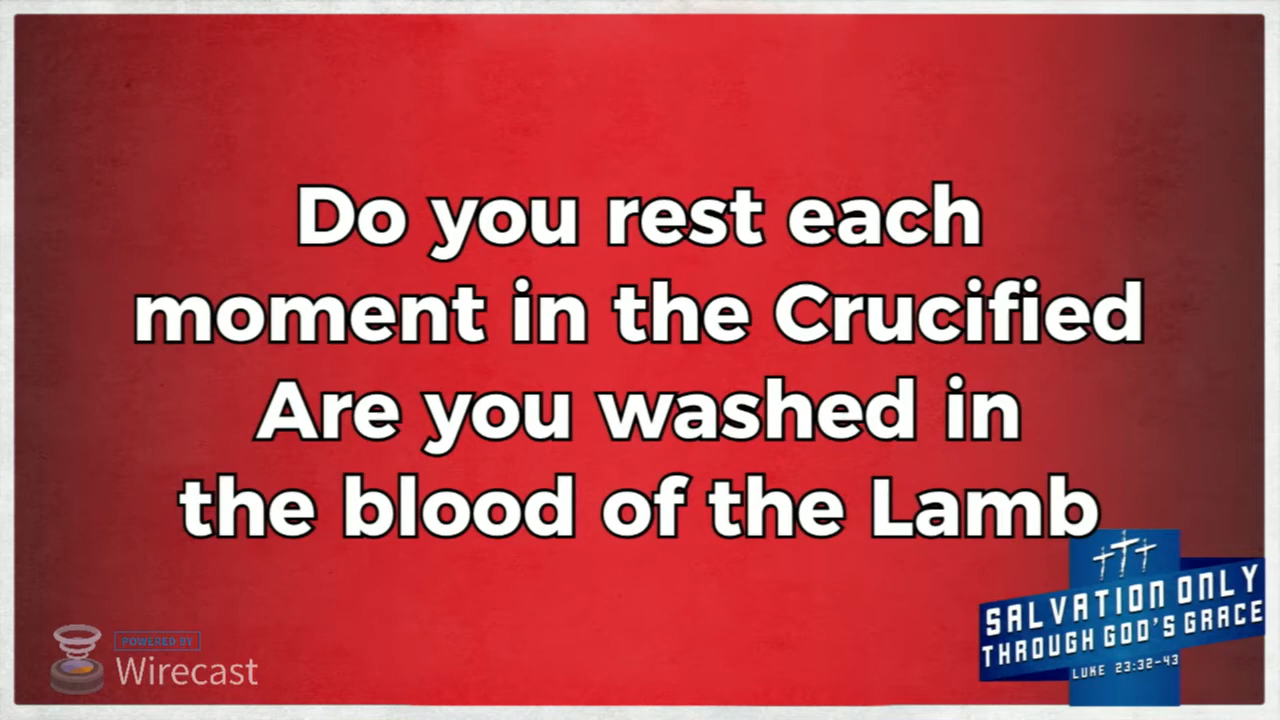 Do you rest each
moment in the Crucified
Are you washed in
the blood of the Lamb
SALVATION ONLY
THROUGH GOD'S GRACE
LUKE 23:32-43
POWERED BY
Wirecast